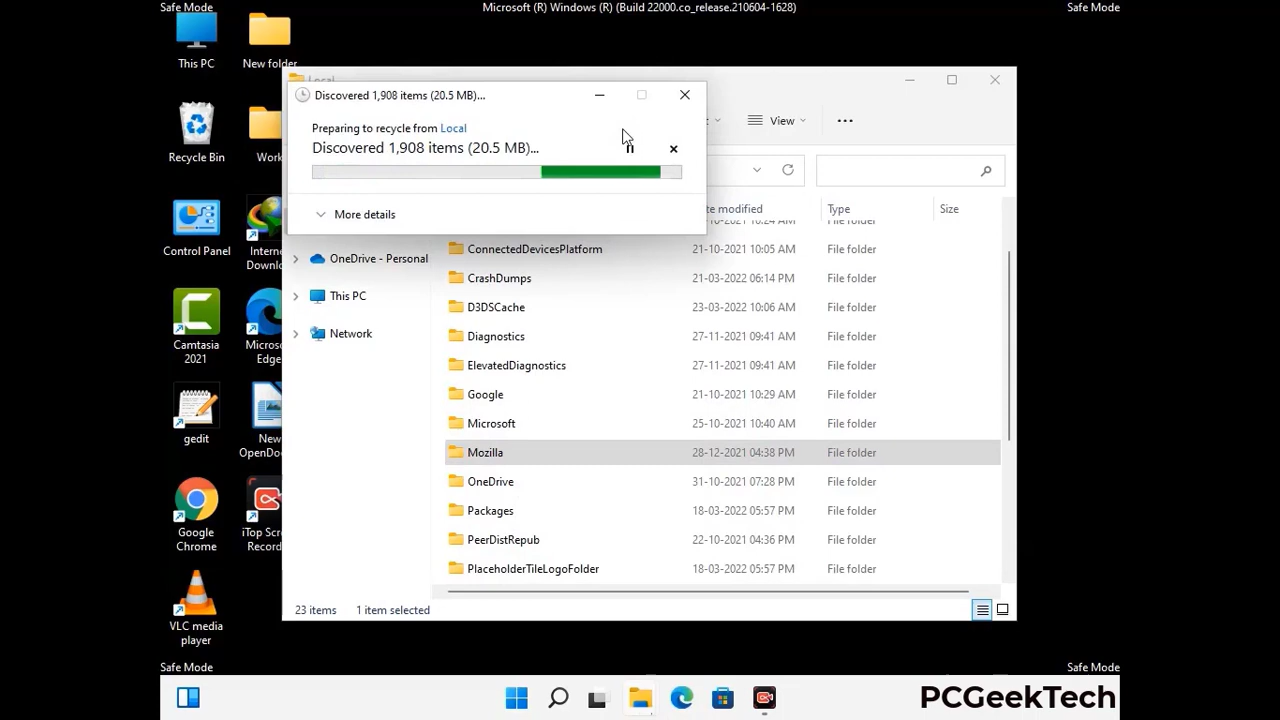 Safe Mode
Microsoft (R) Windows (R) (Build 22000.co_release.210604-1628)
Safe Mode
This PC
New folder
Recycle Bin
Work
Control Panel
Camtasia
2021
Edge
gedit
New
Google
Chrome
VLC media
player
Local
Discovered 1,908 items (20.5 MB)...
Preparing to recycle from Local
Discovered 1,908 items (20.5 MB)...
More details
View
Type
Size
OneDrive - Personal
This PC
Network
ConnectedDevicesPlatform 21-10-2021 10:05 AM File folder
CrashDumps 21-03-2022 06:14 PM File folder
D3DSCache 23-03-2022 10:06 AM File folder
Diagnostics 27-11-2021 09:41 AM File folder
ElevatedDiagnostics 27-11-2021 09:41 AM File folder
Google 21-10-2021 10:29 AM File folder
Microsoft 25-10-2021 10:40 AM File folder
Mozilla 28-12-2021 04:38 PM File folder
OneDrive 31-10-2021 07:28 PM File folder
Packages 18-03-2022 05:57 PM File folder
PeerDistRepub 22-10-2021 04:36 PM File folder
PlaceholderTileLogoFolder 18-03-2022 05:57 PM File folder
23 items 1 item selected
Safe Mode
Safe Mode
PCGeekTech